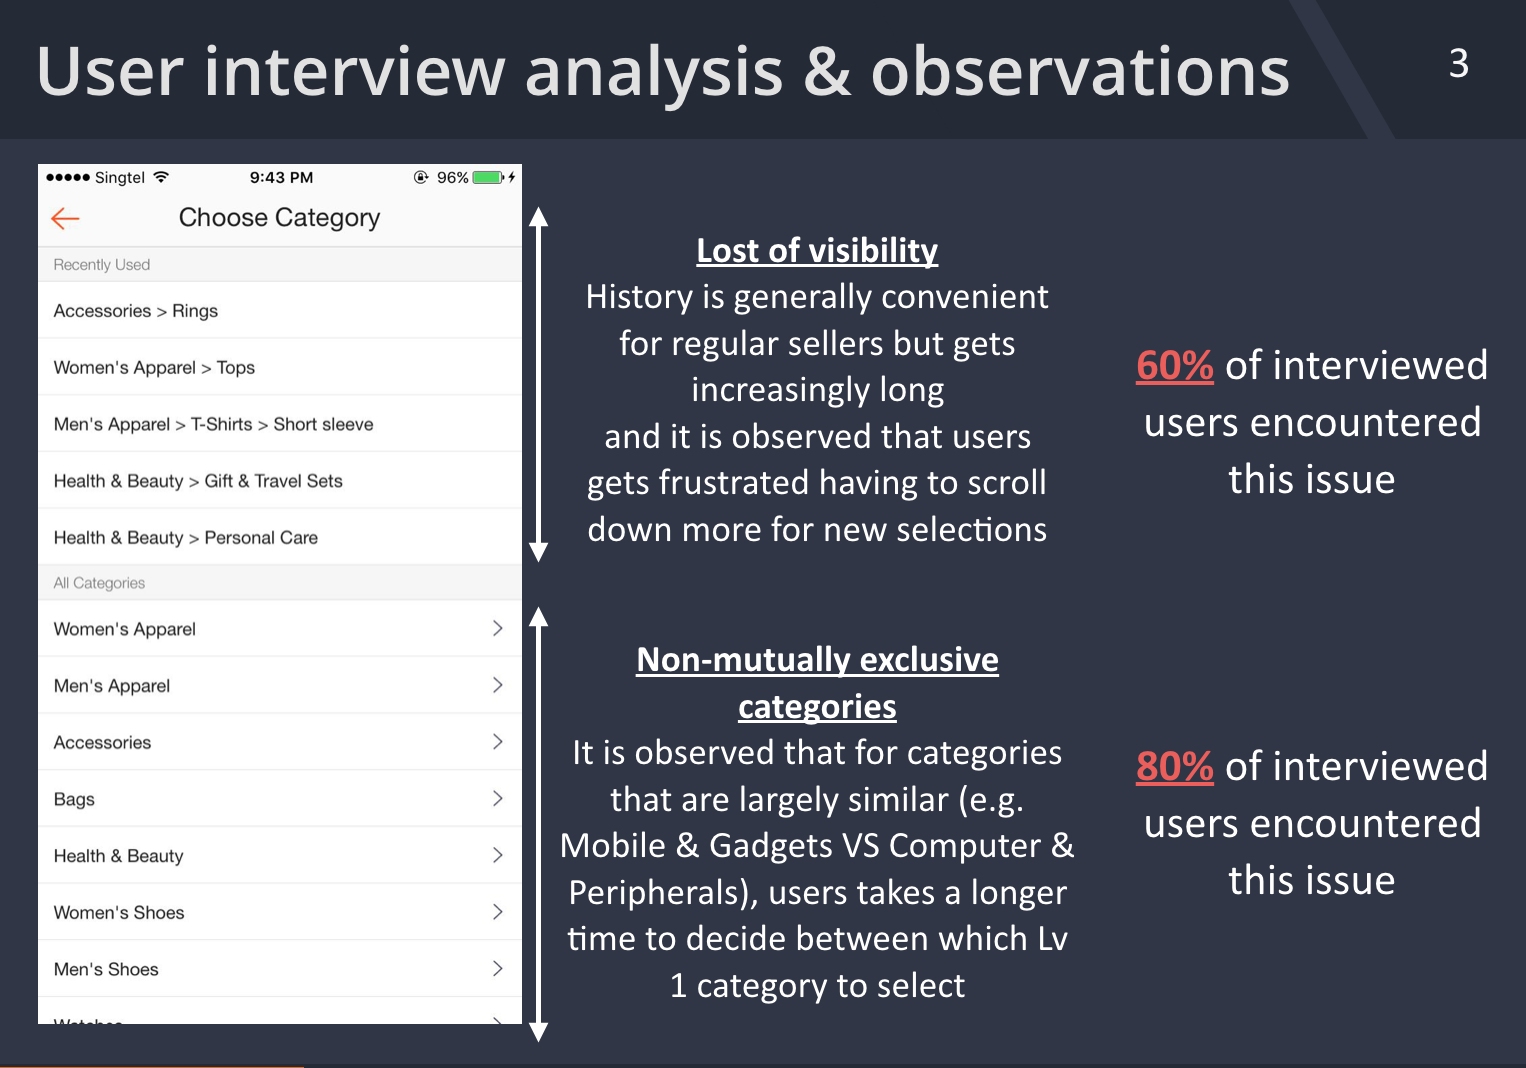 User interview analysis & observations
3
Singtel 9:43 PM 96%
Choose Category
Recently Used
Accessories > Rings
Women's Apparel > Tops
Men's Apparel > T-Shirts > Short sleeve
Health & Beauty > Gift & Travel Sets
Health & Beauty > Personal Care
All Categories
Women's Apparel
Men's Apparel
Accessories
Bags
Health & Beauty
Women's Shoes
Men's Shoes
Lost of visibility
History is generally convenient
for regular sellers but gets
increasingly long
and it is observed that users
gets frustrated having to scroll
down more for new selections
60% of interviewed
users encountered
this issue
Non-mutually exclusive
categories
It is observed that for categories
that are largely similar (e.g.
Mobile & Gadgets VS Computer &
Peripherals), users takes a longer
time to decide between which Lv
1 category to select
80% of interviewed
users encountered
this issue